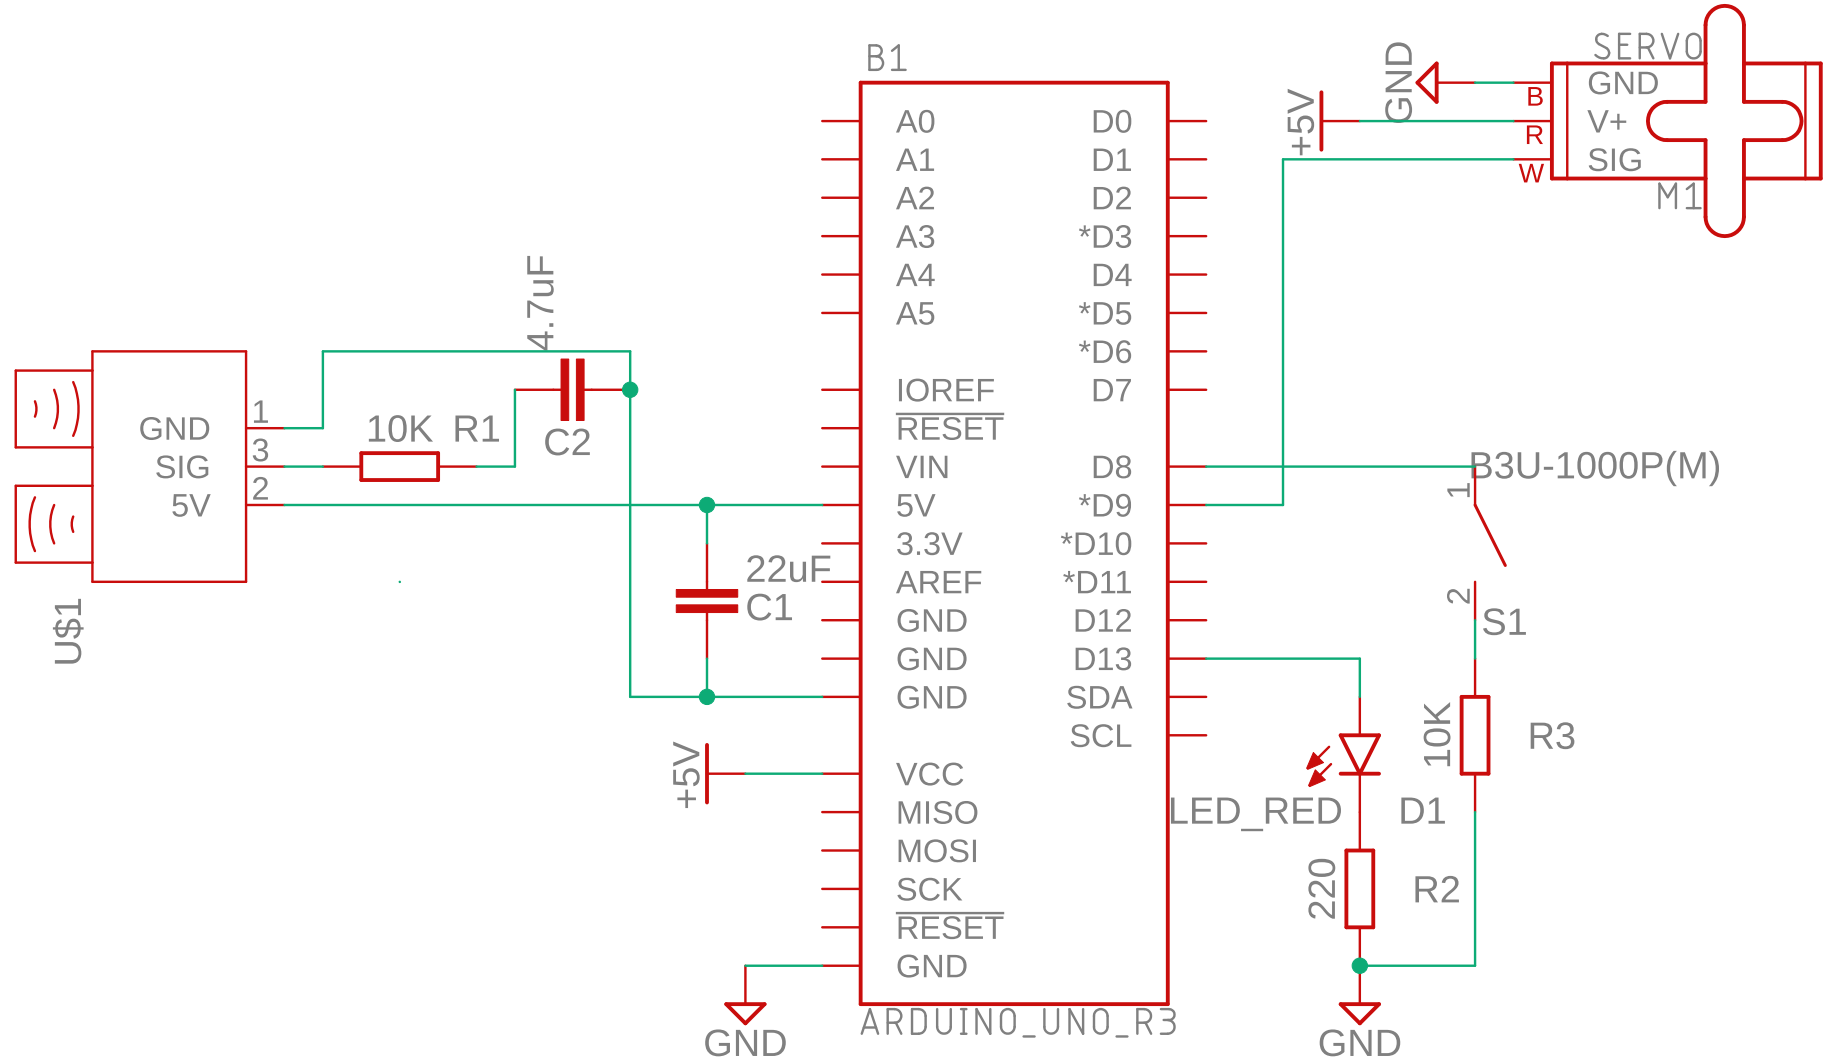 B1
A0
A1
A2
A3
A4
A5
IOREF
RESET
VIN
5V
3.3V
AREF
GND
GND
GND
VCC
MISO
MOSI
SCK
RESET
GND
D0
D1
D2
*D3
D4
*D5
*D6
D7
D8
*D9
*D10
*D11
D12
D13
SDA
SCL
ARDUINO_UNO_R3
GND
SIG
5V
1
3
2
U$1
10K R1
4.7uF
C2
22uF
C1
+5V
GND
SERVO
GND
V+
SIG
B
R
W
M1
GND
+5V
B3U-1000P(M)
1
2
S1
10K
R3
LED_RED
D1
220
R2
GND